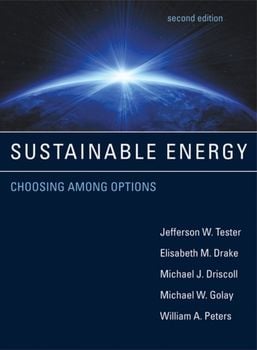 second edition
SUSTAINABLE ENERGY
CHOOSING AMONG OPTIONS
Jefferson W. Tester
Elisabeth M. Drake
Michael J. Driscoll
Michael W. Golay
William A. Peters